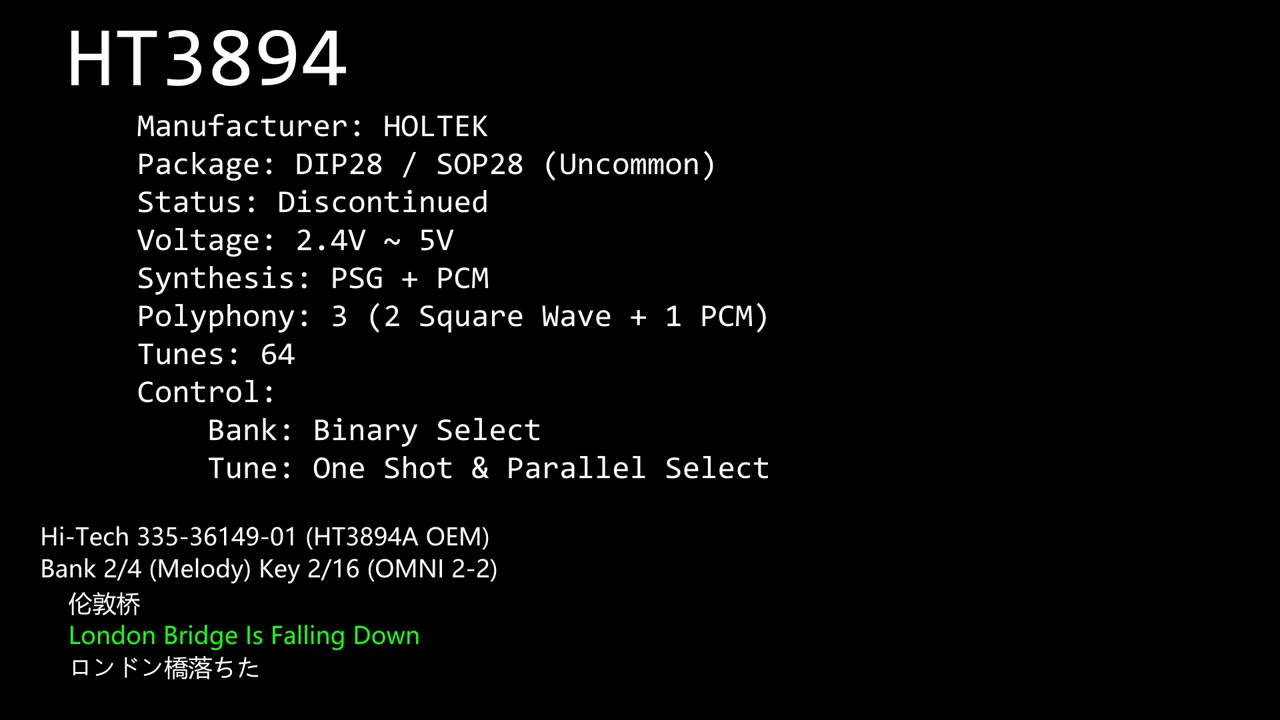 HT3894
Manufacturer: HOLTEK
Package: DIP28 / SOP28 (Uncommon)
Status: Discontinued
Voltage: 2.4V ~ 5V
Synthesis: PSG + PCM
Polyphony: 3 (2 Square Wave + 1 PCM)
Tunes: 64
Control:
Bank: Binary Select
Tune: One Shot & Parallel Select
Hi-Tech 335-36149-01 (HT3894A OEM)
Bank 2/4 (Melody) Key 2/16 (OMNI 2-2)
伦敦桥
London Bridge Is Falling Down
ロンドン橋落ちた